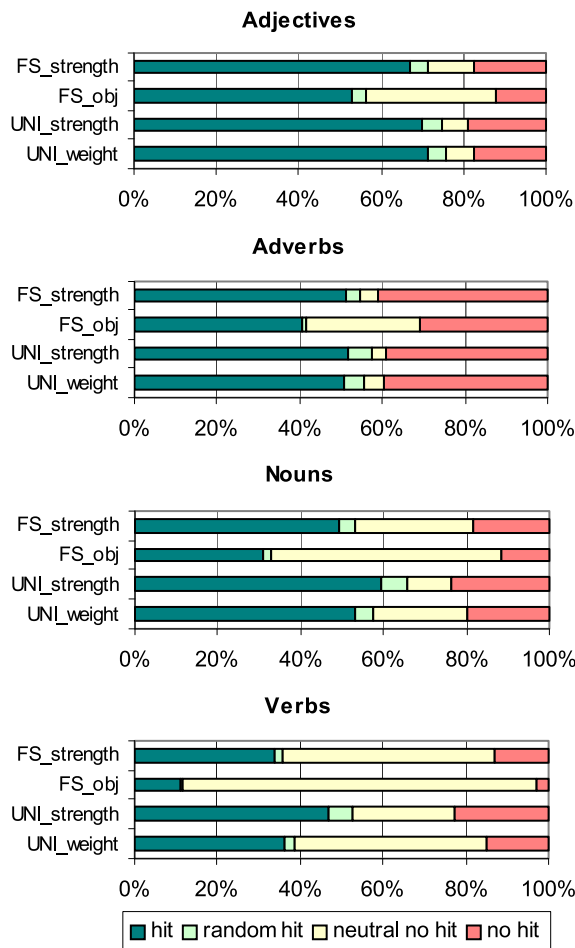 Adjectives
FS_strength
FS_obj
UNI_strength
UNI_weight
0% 20% 40% 60% 80% 100%
Adverbs
FS_strength
FS_obj
UNI_strength
UNI_weight
0% 20% 40% 60% 80% 100%
Nouns
FS_strength
FS_obj
UNI_strength
UNI_weight
0% 20% 40% 60% 80% 100%
Verbs
FS_strength
FS_obj
UNI_strength
UNI_weight
0% 20% 40% 60% 80% 100%
hit random hit neutral no hit no hit